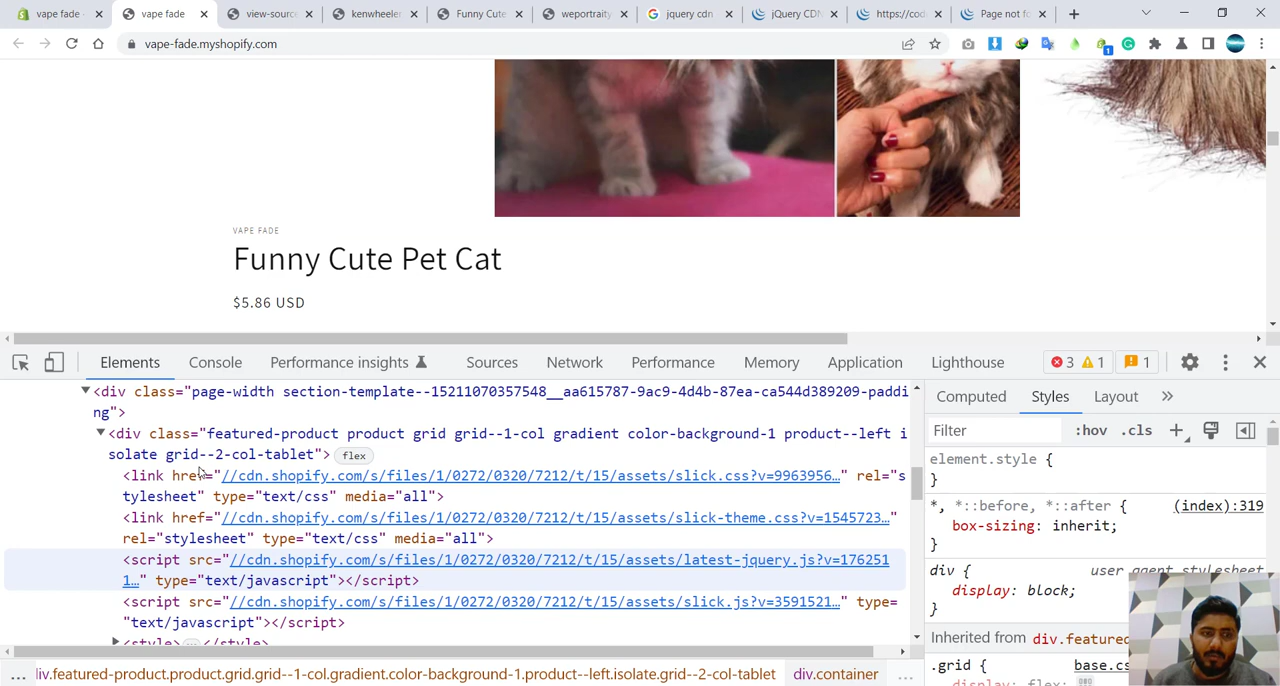 vape fade
vape fade
view-sourc
kenwheeler
Funny Cute
weportraity
jquery cdn
jQuery CDN
https://cod
Page not fo
vape-fade.myshopify.com
VAPE FADE
Funny Cute Pet Cat
$5.86 USD
Elements
Console
Performance insights
Sources
Network
Performance
Memory
Application
Lighthouse
3
1
1
<div class="page-width section-template--15211070357548__aa615787-9ac9-4d4b-87ea-ca544d389209-paddi
ng">
<div class="featured-product product grid grid--1-col gradient color-background-1 product--left i
solate grid--2-col-tablet"> flex
<link href="//cdn.shopify.com/s/files/1/0272/0320/7212/t/15/assets/slick.css?v=9963956…" rel="s
tylesheet" type="text/css" media="all">
<link href="//cdn.shopify.com/s/files/1/0272/0320/7212/t/15/assets/slick-theme.css?v=1545723…"
rel="stylesheet" type="text/css" media="all">
<script src="//cdn.shopify.com/s/files/1/0272/0320/7212/t/15/assets/latest-jquery.js?v=176251
1…" type="text/javascript"></script>
<script src="//cdn.shopify.com/s/files/1/0272/0320/7212/t/15/assets/slick.js?v=3591521…" type=
"text/javascript"></script>
<style>…</style>
… div.featured-product.product.grid.grid--1-col.gradient.color-background-1.product--left.isolate.grid--2-col-tablet div.container …
Computed
Styles
Layout
Filter
:hov
.cls
element.style {
}
*, *::before, *::after {
(index):319
box-sizing: inherit;
}
div {
user agent stylesheet
display: block;
}
Inherited from div.featured
.grid {
base.cs
display: flex;